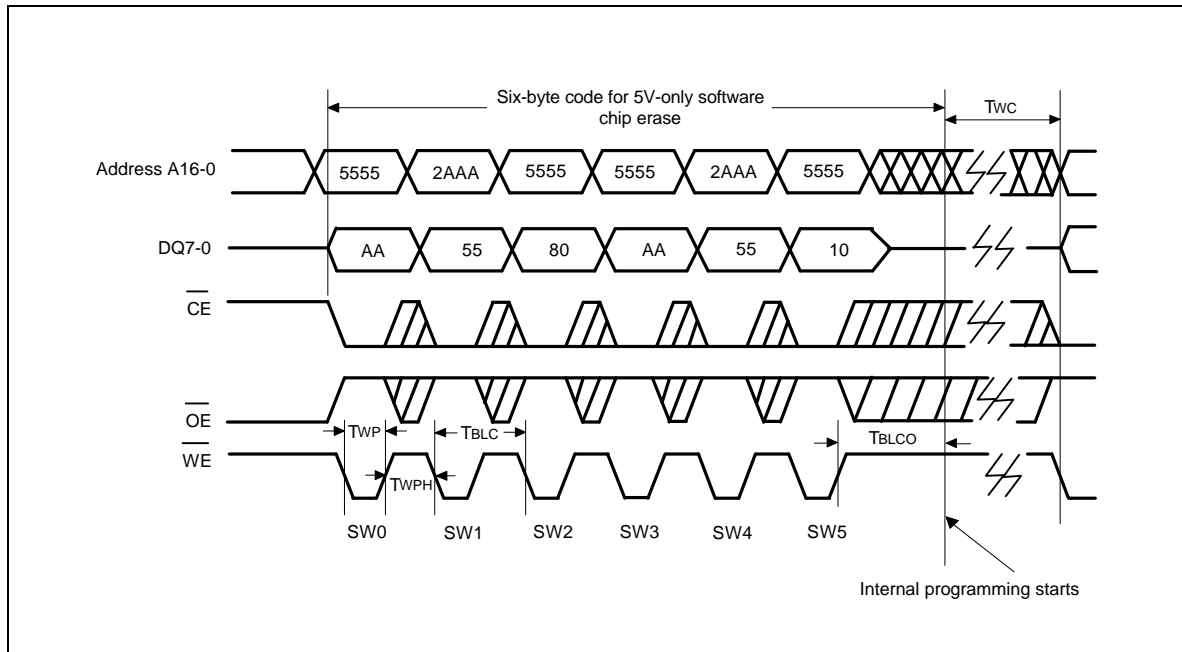 Six-byte code for 5V-only software
chip erase
TWC
Address A16-0
5555
2AAA
5555
5555
2AAA
5555
DQ7-0
AA
55
80
AA
55
10
CE
OE
TWP
TBLC
TBLCO
WE
TWPH
SW0
SW1
SW2
SW3
SW4
SW5
Internal programming starts